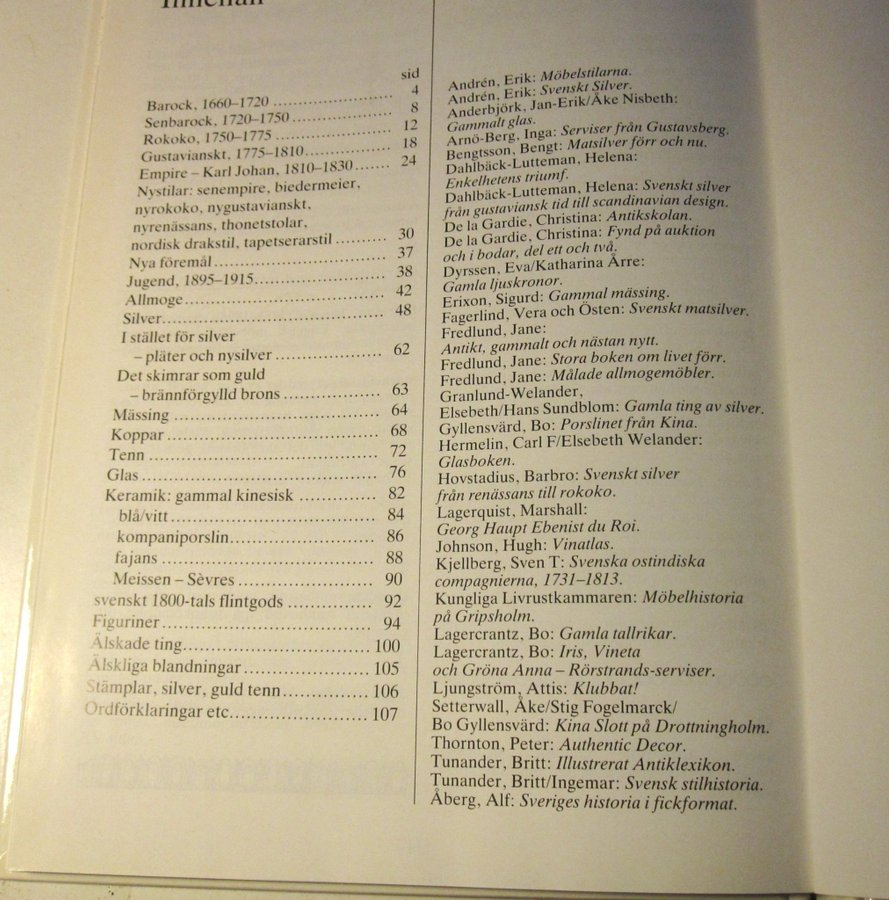 Innehåll
sid
Barock, 1660–1720 ........ 4
Senbarock, 1720–1750 ........ 8
Rokoko, 1750–1775 ........ 12
Gustavianskt, 1775–1810 ........ 18
Empire – Karl Johan, 1810–1830 ....... 24
Nystilar: senempire, biedermeier,
nyrokoko, nygustavianskt,
nyrenässans, thonetstolar,
nordisk drakstil, tapetserarstil ........ 30
Nya föremål ........ 37
Jugend, 1895–1915 ........ 38
Allmoge ........ 42
Silver ........ 48
I stället för silver
– pläter och nysilver ........ 62
Det skimrar som guld
– brännförgylld brons ........ 63
Mässing ........ 64
Koppar ........ 68
Tenn ........ 72
Glas ........ 76
Keramik: gammal kinesisk ........ 82
blå/vitt ........ 84
kompaniporslin ........ 86
fajans ........ 88
Meissen – Sèvres ........ 90
svenskt 1800-tals flintgods ........ 92
Figuriner ........ 94
Älskade ting ........ 100
Älskliga blandningar ........ 105
Stämplar, silver, guld tenn ........ 106
Ordförklaringar etc. ........ 107
Andrén, Erik: Möbelstilarna.
Andrén, Erik: Svenskt Silver.
Anderbjörk, Jan-Erik/Åke Nisbeth:
Gammalt glas.
Arnö-Berg, Inga: Serviser från Gustavsberg.
Bengtsson, Bengt: Matsilver förr och nu.
Dahlbäck-Lutteman, Helena:
Enkelhetens triumf.
Dahlbäck-Lutteman, Helena: Svenskt silver
från gustaviansk tid till scandinavian design.
De la Gardie, Christina: Antikskolan.
De la Gardie, Christina: Fynd på auktion
och i bodar, del ett och två.
Dyrssen, Eva/Katharina Årre:
Gamla ljuskronor.
Erixon, Sigurd: Gammal mässing.
Fagerlind, Vera och Östen: Svenskt matsilver.
Fredlund, Jane:
Antikt, gammalt och nästan nytt.
Fredlund, Jane: Stora boken om livet förr.
Fredlund, Jane: Målade allmogemöbler.
Granlund-Welander,
Elsebeth/Hans Sundblom: Gamla ting av silver.
Gyllensvärd, Bo: Porslinet från Kina.
Hermelin, Carl F/Elsebeth Welander:
Glasboken.
Hovstadius, Barbro: Svenskt silver
från renässans till rokoko.
Lagerquist, Marshall:
Georg Haupt Ebenist du Roi.
Johnson, Hugh: Vinatlas.
Kjellberg, Sven T: Svenska ostindiska
compagnierna, 1731–1813.
Kungliga Livrustkammaren: Möbelhistoria
på Gripsholm.
Lagercrantz, Bo: Gamla tallrikar.
Lagercrantz, Bo: Iris, Vineta
och Gröna Anna – Rörstrands-serviser.
Ljungström, Attis: Klubbat!
Setterwall, Åke/Stig Fogelmarck/
Bo Gyllensvärd: Kina Slott på Drottningholm.
Thornton, Peter: Authentic Decor.
Tunander, Britt: Illustrerat Antiklexikon.
Tunander, Britt/Ingemar: Svensk stilhistoria.
Åberg, Alf: Sveriges historia i fickformat.